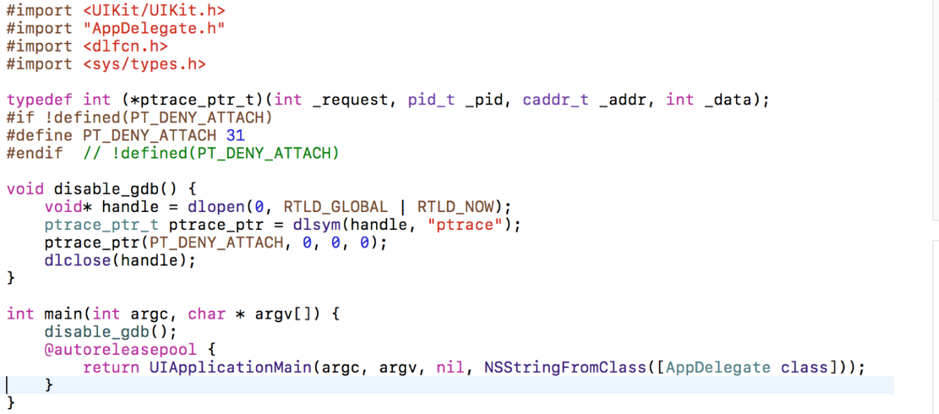 #import <UIKit/UIKit.h>
#import "AppDelegate.h"
#import <dlfcn.h>
#import <sys/types.h>
typedef int (*ptrace_ptr_t)(int _request, pid_t _pid, caddr_t _addr, int _data);
#if !defined(PT_DENY_ATTACH)
#define PT_DENY_ATTACH 31
#endif  // !defined(PT_DENY_ATTACH)
void disable_gdb() {
    void* handle = dlopen(0, RTLD_GLOBAL | RTLD_NOW);
    ptrace_ptr_t ptrace_ptr = dlsym(handle, "ptrace");
    ptrace_ptr(PT_DENY_ATTACH, 0, 0, 0);
    dlclose(handle);
}
int main(int argc, char * argv[]) {
    disable_gdb();
    @autoreleasepool {
        return UIApplicationMain(argc, argv, nil, NSStringFromClass([AppDelegate class]));
    }
}